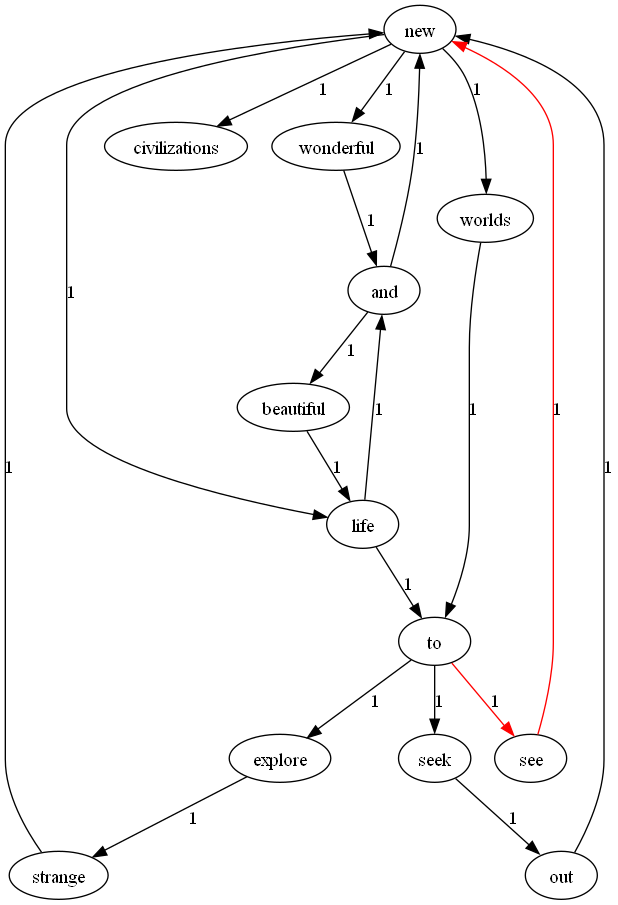 new
1
1
1
civilizations
wonderful
1
worlds
1
and
1
1
beautiful
1
1
1
1
1
life
1
to
1
1
1
explore
seek
see
1
1
strange
out